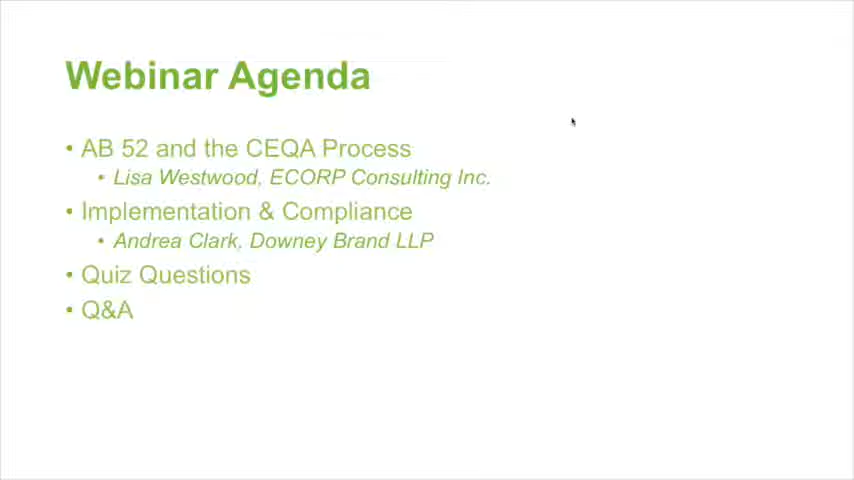 Webinar Agenda
• AB 52 and the CEQA Process
• Lisa Westwood, ECORP Consulting Inc.
• Implementation & Compliance
• Andrea Clark, Downey Brand LLP
• Quiz Questions
• Q&A